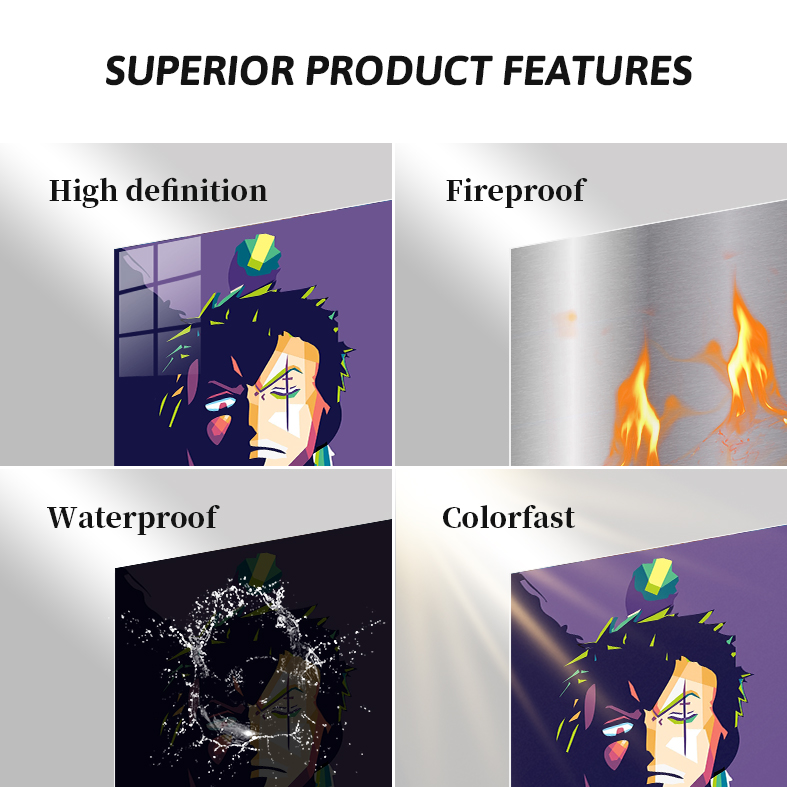 SUPERIOR PRODUCT FEATURES
High definition
Fireproof
Waterproof
Colorfast